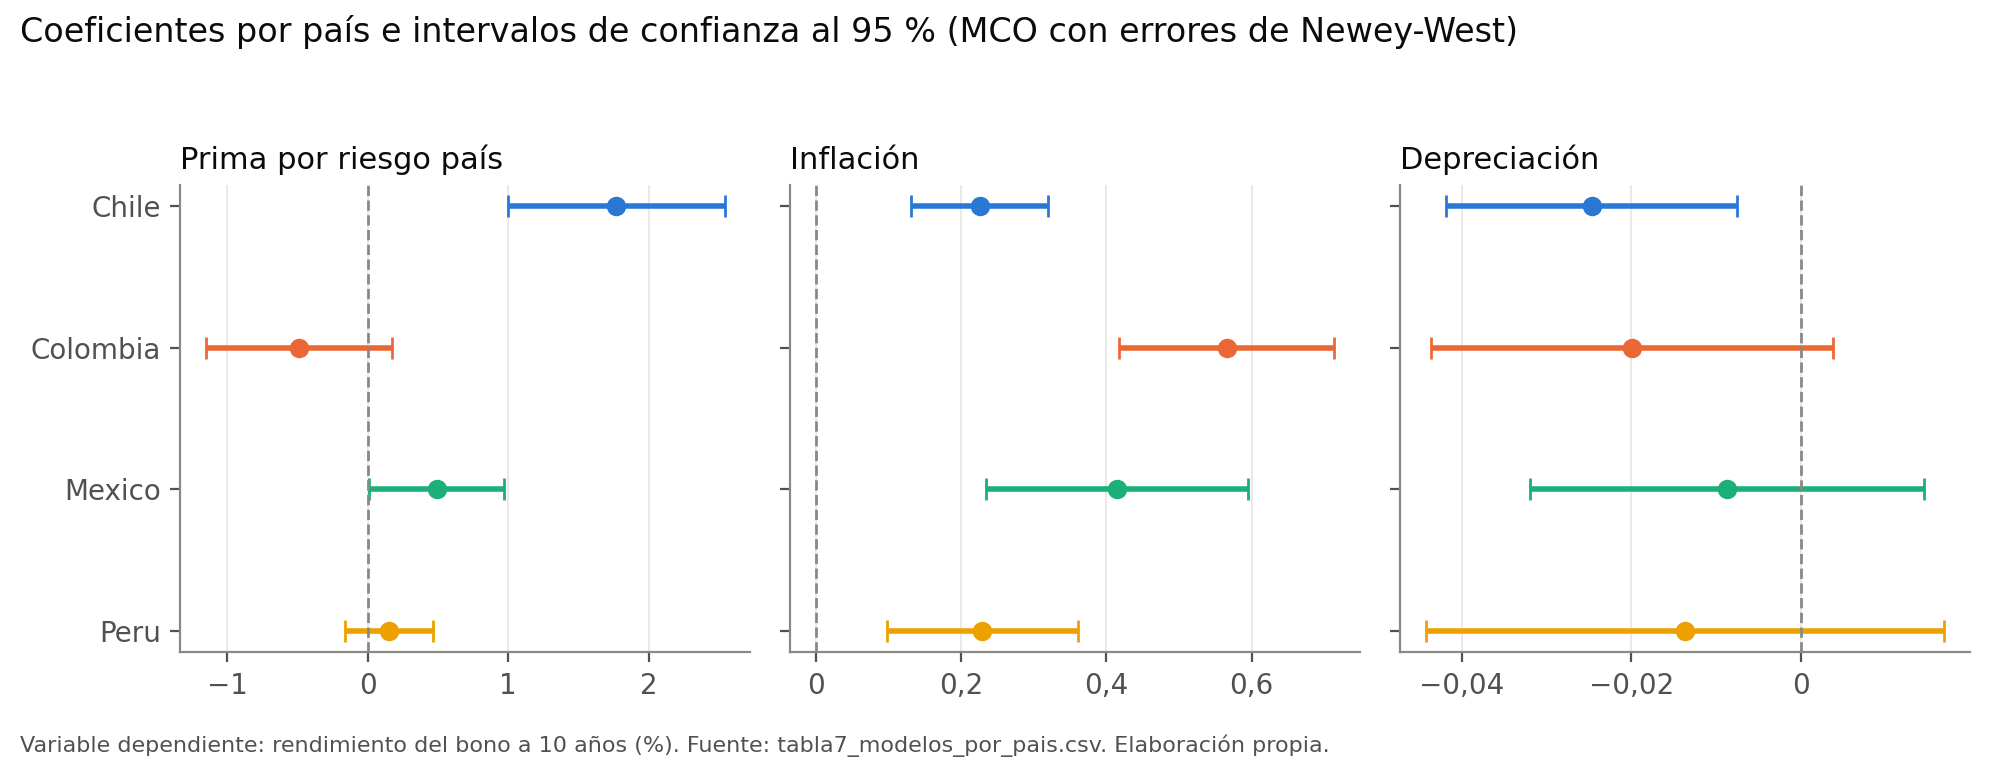 Coeficientes por país e intervalos de confianza al 95 % (MCO con errores de Newey-West)
Prima por riesgo país
Inflación
Depreciación
Chile
Colombia
Mexico
Peru
−1 0 1 2
0 0,2 0,4 0,6
−0,04 −0,02 0
Variable dependiente: rendimiento del bono a 10 años (%). Fuente: tabla7_modelos_por_pais.csv. Elaboración propia.